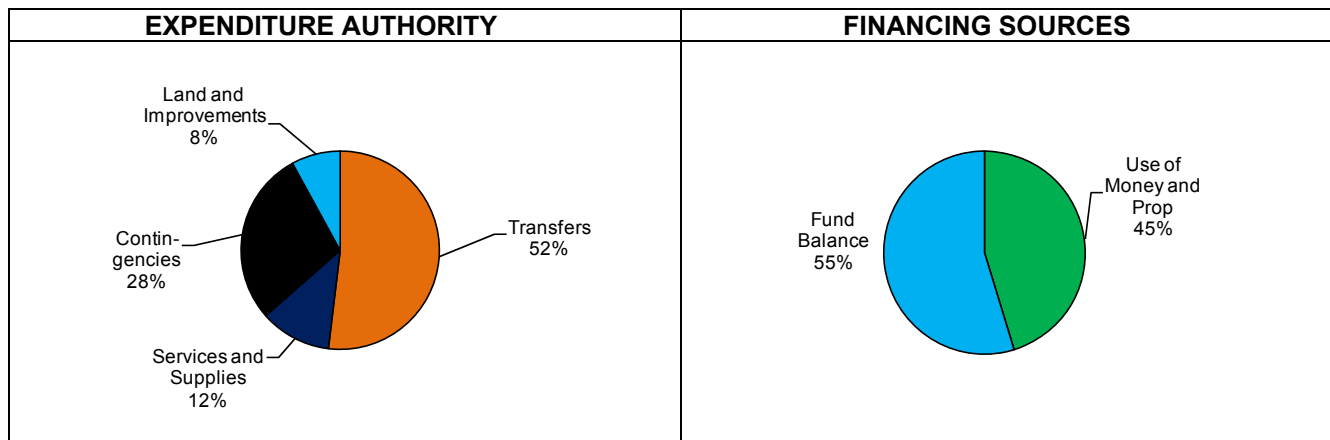 EXPENDITURE AUTHORITY
Land and
Improvements
8%
Transfers
52%
Contin-
gencies
28%
Services and
Supplies
12%
FINANCING SOURCES
Use of
Money and
Prop
45%
Fund
Balance
55%